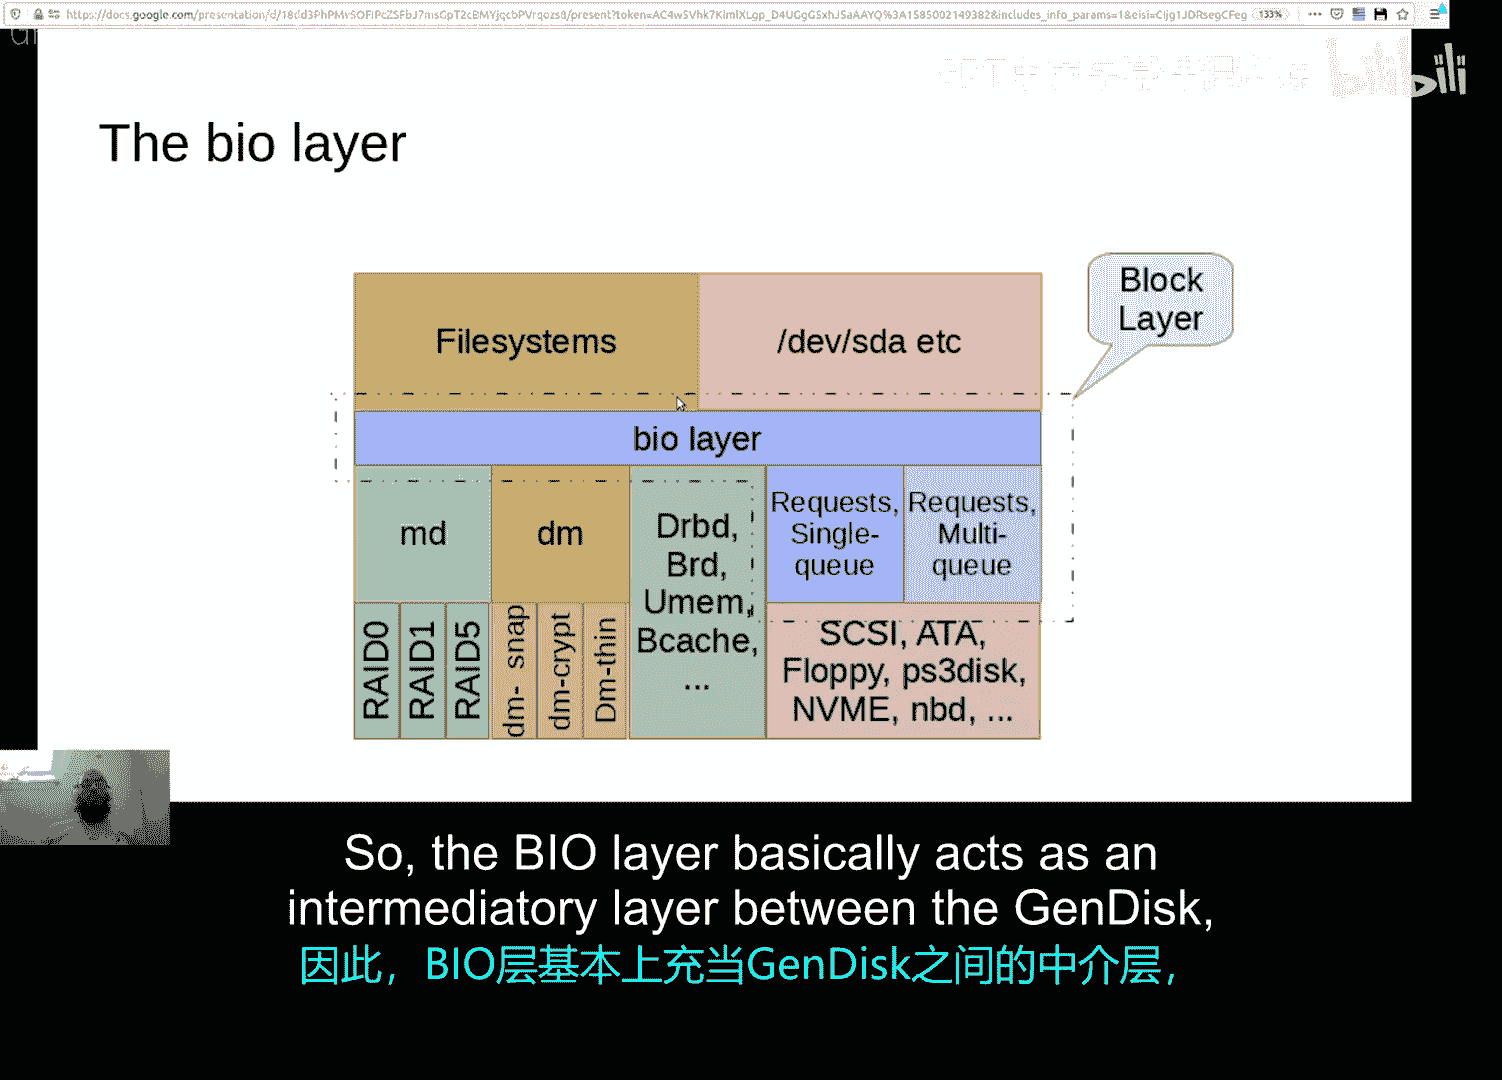 The bio layer
Block
Layer
Filesystems
/dev/sda etc
bio layer
md
dm
Drbd,
Brd,
Umem,
Bcache,
...
Requests,
Single-
queue
Requests,
Multi-
queue
RAID0
RAID1
RAID5
dm- snap
dm-crypt
Dm-thin
SCSI, ATA,
Floppy, ps3disk,
NVME, nbd, ...
So, the BIO layer basically acts as an
intermediatory layer between the GenDisk,
因此，BIO层基本上充当GenDisk之间的中介层，
133%
bilibili